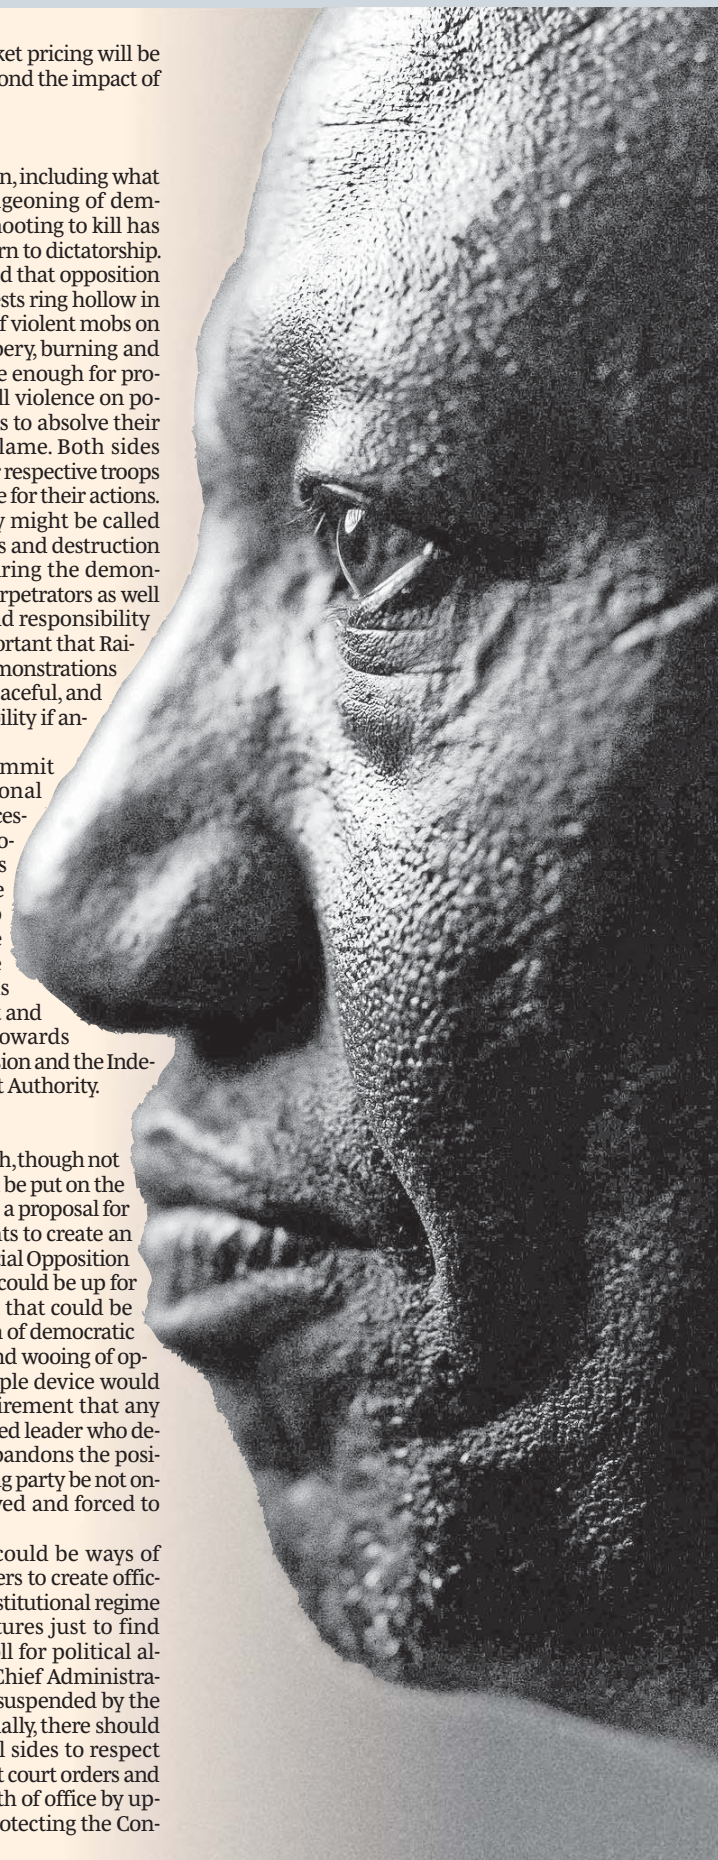 ket pricing will be
ond the impact of
n, including what
geoning of dem-
hooting to kill has
rn to dictatorship.
d that opposition
sts ring hollow in
f violent mobs on
bery, burning and
e enough for pro-
ll violence on po-
s to absolve their
lame. Both sides
r respective troops
e for their actions.
y might be called
s and destruction
ring the demon-
rpetrators as well
d responsibility
ortant that Rai-
monstrations
aceful, and
ility if an-
mmit
onal
ces-
o-
s
e
e
e
s
t and
owards
sion and the Inde-
t Authority.
h, though not
be put on the
a proposal for
nts to create an
cial Opposition
could be up for
that could be
n of democratic
nd wooing of op-
ple device would
irement that any
ed leader who de-
bandons the posi-
g party be not on-
ved and forced to
could be ways of
ers to create offic-
stitutional regime
tures just to find
ll for political al-
Chief Administra-
suspended by the
ally, there should
l sides to respect
t court orders and
th of office by up-
otecting the Con-